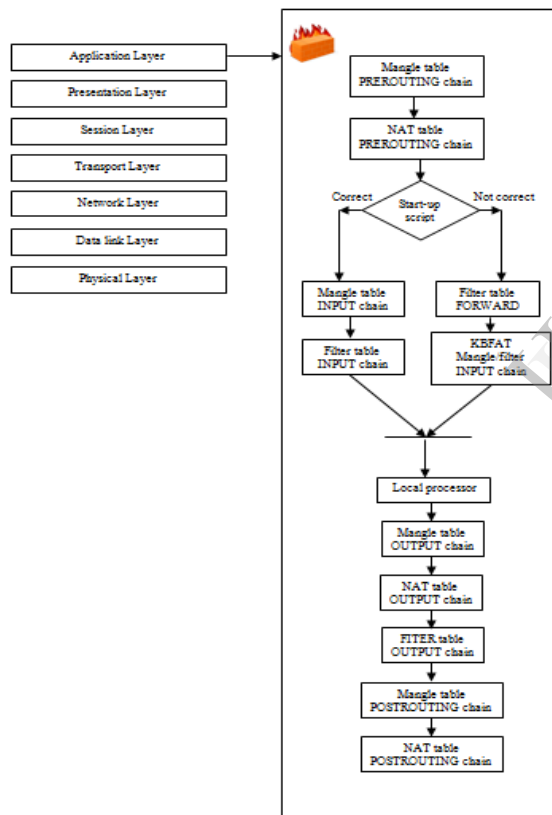 Application Layer
Presentation Layer
Session Layer
Transport Layer
Network Layer
Data link Layer
Physical Layer
Mangle table
PREROUTING chain
NAT table
PREROUTING chain
Correct
Start-up
script
Not correct
Mangle table
INPUT chain
Filter table
FORWARD
Filter table
INPUT chain
KBFAT
Mangle/filter
INPUT chain
Local processor
Mangle table
OUTPUT chain
NAT table
OUTPUT chain
FITER table
OUTPUT chain
Mangle table
POSTROUTING chain
NAT table
POSTROUTING chain